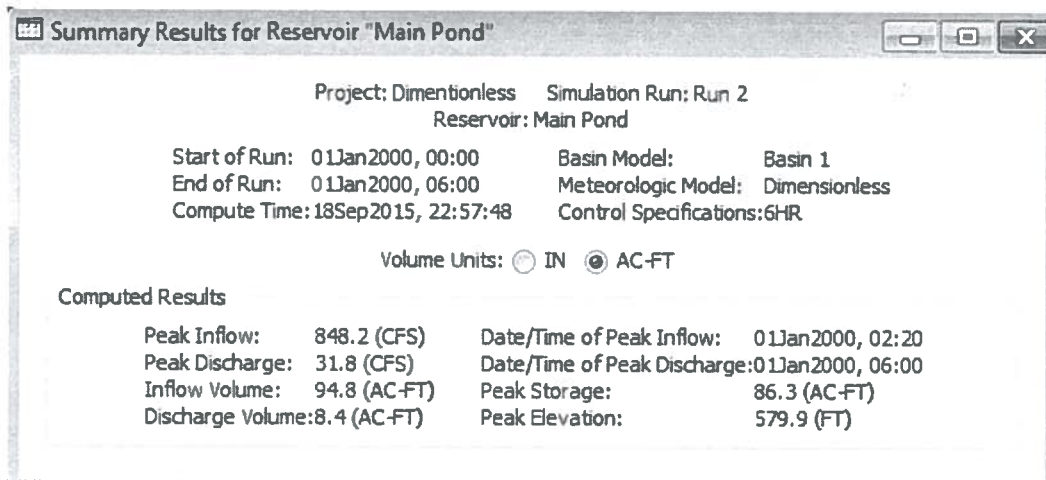 Summary Results for Reservoir "Main Pond"
Project: Dimentionless Simulation Run: Run 2
Reservoir: Main Pond
Start of Run: 01Jan2000, 00:00 Basin Model: Basin 1
End of Run: 01Jan2000, 06:00 Meteorologic Model: Dimensionless
Compute Time:18Sep2015, 22:57:48 Control Specifications:6HR
Volume Units: IN AC-FT
Computed Results
Peak Inflow: 848.2 (CFS) Date/Time of Peak Inflow: 01Jan2000, 02:20
Peak Discharge: 31.8 (CFS) Date/Time of Peak Discharge:01Jan2000, 06:00
Inflow Volume: 94.8 (AC-FT) Peak Storage: 86.3 (AC-FT)
Discharge Volume:8.4 (AC-FT) Peak Elevation: 579.9 (FT)